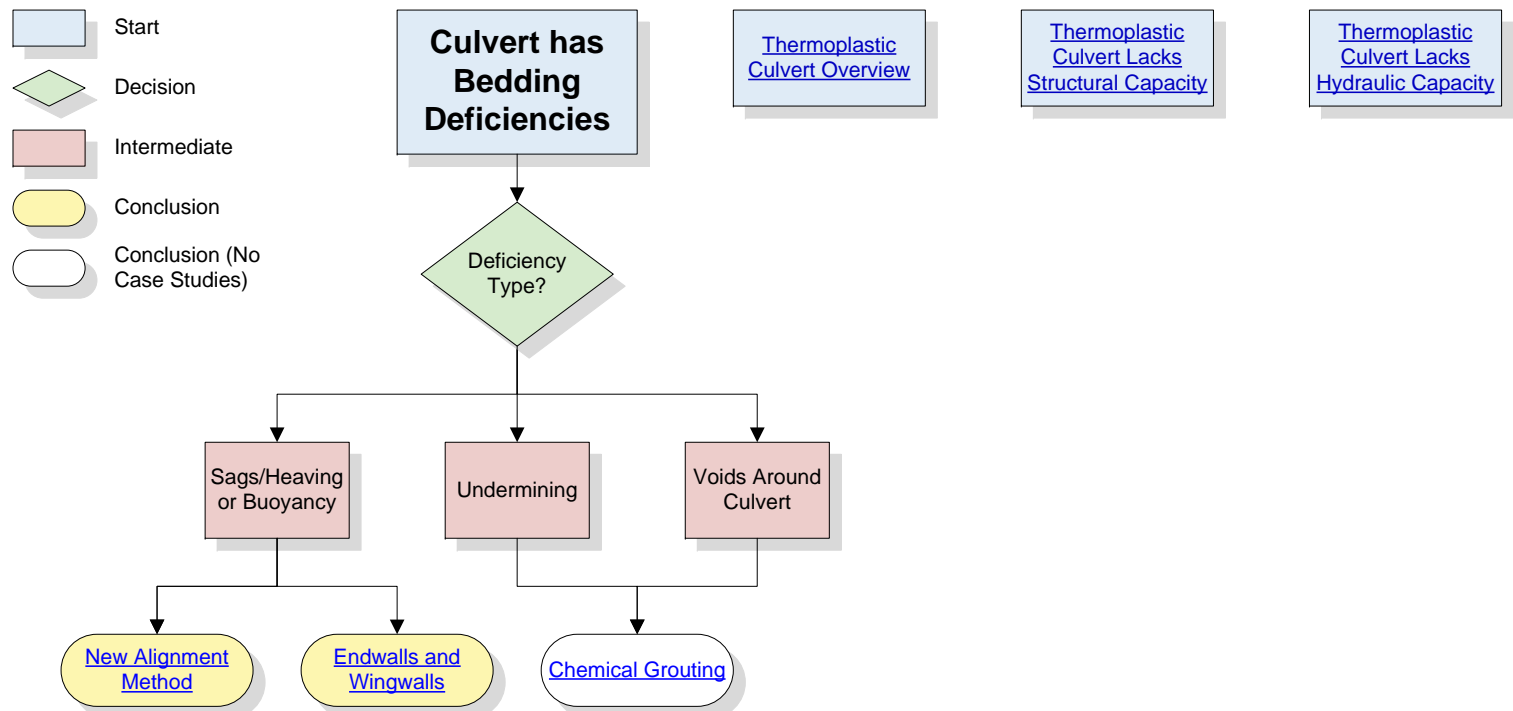 Start
Decision
Intermediate
Conclusion
Conclusion (No
Case Studies)
Culvert has
Bedding
Deficiencies
Thermoplastic
Culvert Overview
Thermoplastic
Culvert Lacks
Structural Capacity
Thermoplastic
Culvert Lacks
Hydraulic Capacity
Deficiency
Type?
Sags/Heaving
or Buoyancy
Undermining
Voids Around
Culvert
New Alignment
Method
Endwalls and
Wingwalls
Chemical Grouting